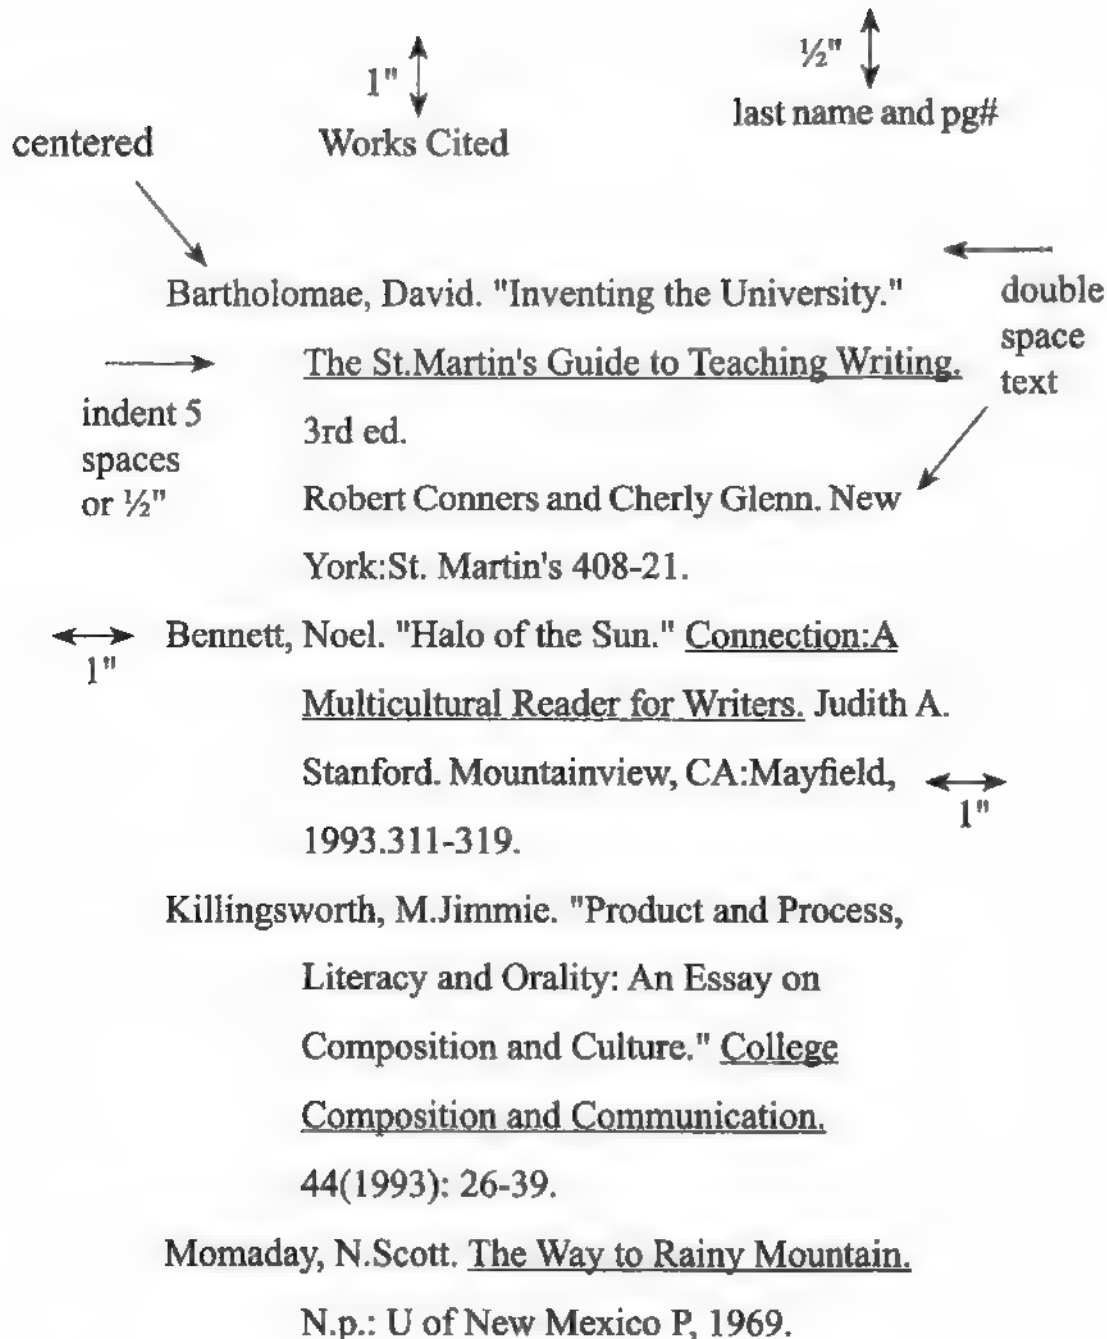 ½"
1"
last name and pg#
centered
Works Cited
Bartholomae, David. "Inventing the University."
double
space
text
The St.Martin's Guide to Teaching Writing.
indent 5
spaces
or ½"
3rd ed.
Robert Conners and Cherly Glenn. New
York:St. Martin's 408-21.
Bennett, Noel. "Halo of the Sun." Connection:A
1"
Multicultural Reader for Writers. Judith A.
Stanford. Mountainview, CA:Mayfield,
1"
1993.311-319.
Killingsworth, M.Jimmie. "Product and Process,
Literacy and Orality: An Essay on
Composition and Culture." College
Composition and Communication.
44(1993): 26-39.
Momaday, N.Scott. The Way to Rainy Mountain.
N.p.: U of New Mexico P, 1969.